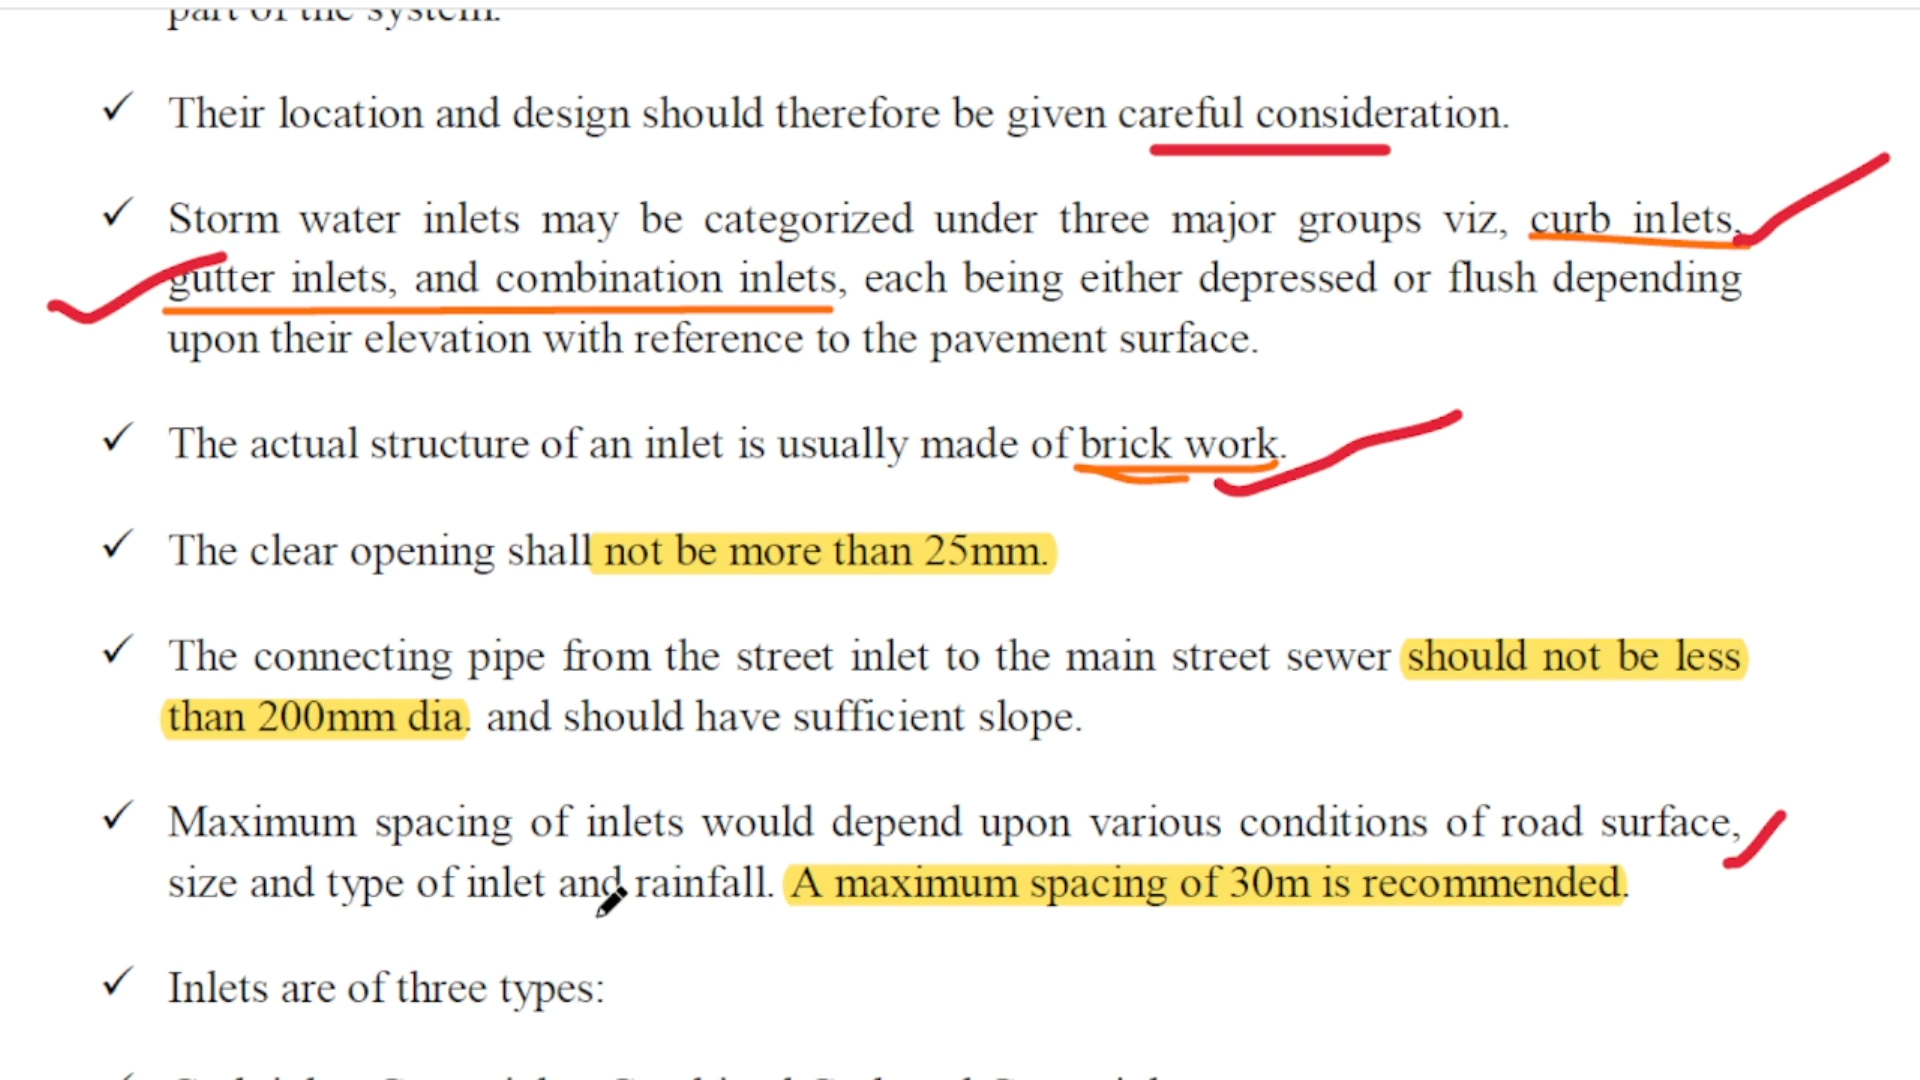 part of the system.
✓ Their location and design should therefore be given careful consideration.
✓ Storm water inlets may be categorized under three major groups viz, curb inlets,
gutter inlets, and combination inlets, each being either depressed or flush depending
upon their elevation with reference to the pavement surface.
✓ The actual structure of an inlet is usually made of brick work.
✓ The clear opening shall not be more than 25mm.
✓ The connecting pipe from the street inlet to the main street sewer should not be less
than 200mm dia. and should have sufficient slope.
✓ Maximum spacing of inlets would depend upon various conditions of road surface,
size and type of inlet and rainfall. A maximum spacing of 30m is recommended.
✓ Inlets are of three types: